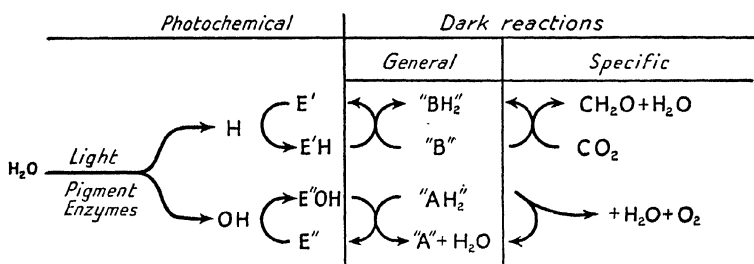 Photochemical Dark reactions
General Specific
E' "BH₂" CH₂O + H₂O
H
E'H "B" CO₂
H₂O Light
Pigment
Enzymes
E"OH "AH₂" + H₂O + O₂
OH
E" "A" + H₂O